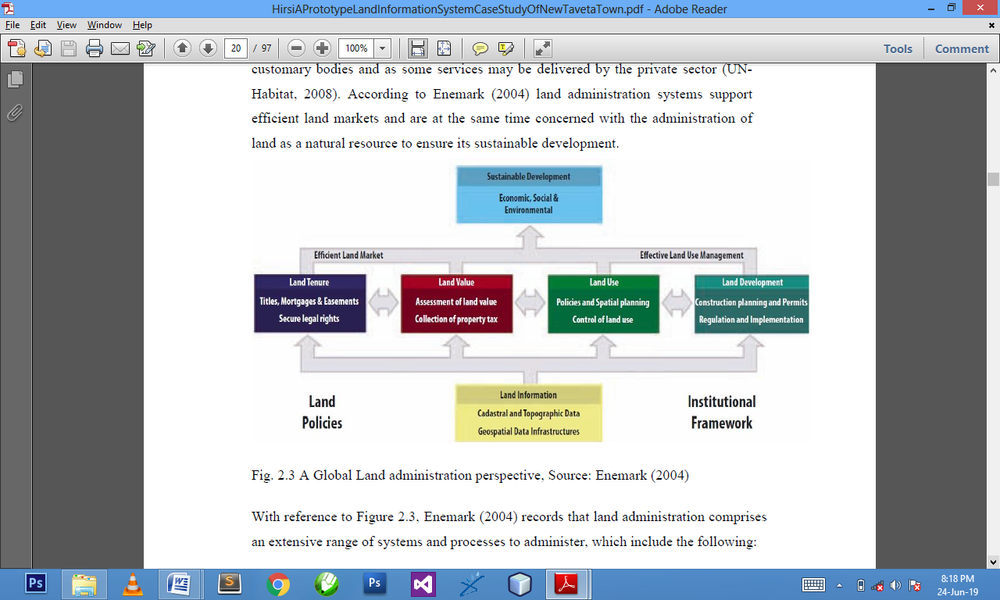 HirsiAPrototypeLandInformationSystemCaseStudyOfNewTavetaTown.pdf - Adobe Reader
File Edit View Window Help
20 / 97 100% Tools Comment
customary bodies and as some services may be delivered by the private sector (UN-
Habitat, 2008). According to Enemark (2004) land administration systems support
efficient land markets and are at the same time concerned with the administration of
land as a natural resource to ensure its sustainable development.
Sustainable Development
Economic, Social &
Environmental
Efficient Land Market
Effective Land Use Management
Land Tenure
Titles, Mortgages & Easements
Secure legal rights
Land Value
Assessment of land value
Collection of property tax
Land Use
Policies and Spatial planning
Control of land use
Land Development
Construction planning and Permits
Regulation and Implementation
Land
Policies
Land Information
Cadastral and Topographic Data
Geospatial Data Infrastructures
Institutional
Framework
Fig. 2.3 A Global Land administration perspective, Source: Enemark (2004)
With reference to Figure 2.3, Enemark (2004) records that land administration comprises
an extensive range of systems and processes to administer, which include the following:
Ps W S Ps
8:18 PM
24-Jun-19